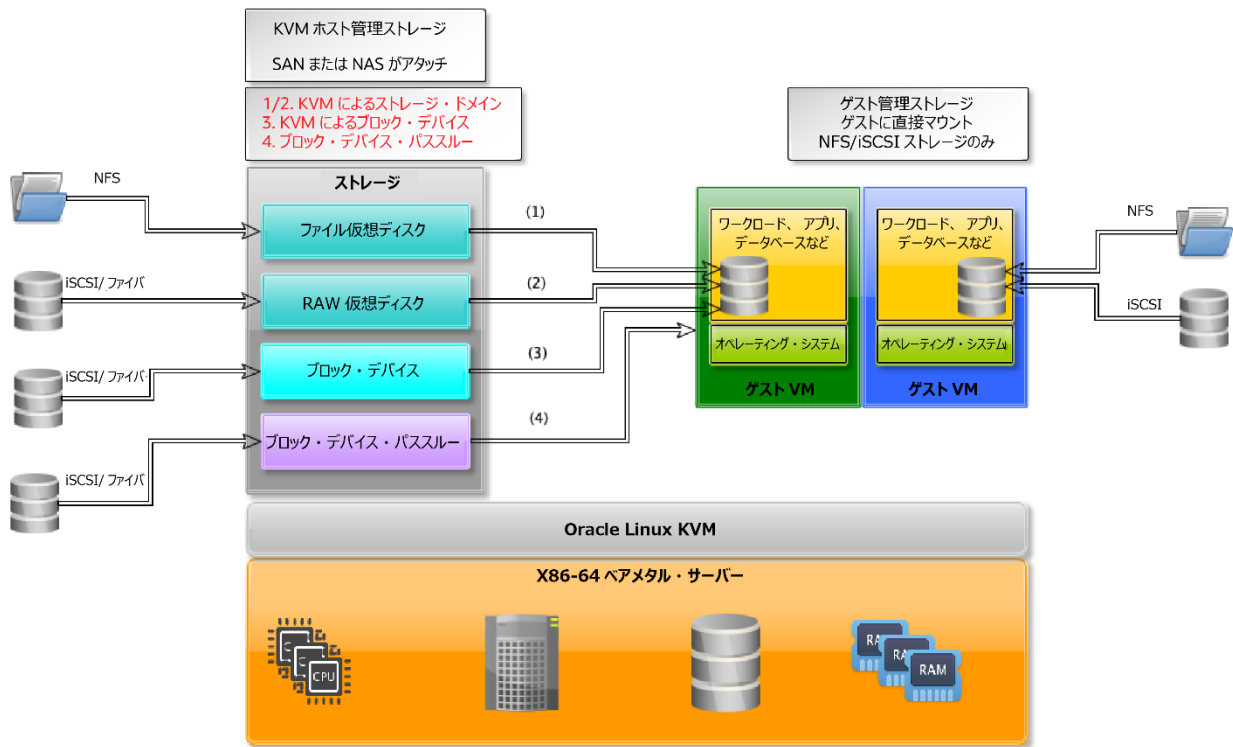 KVM ホスト管理ストレージ
SAN または NAS がアタッチ
1/2. KVM によるストレージ・ドメイン
3. KVM によるブロック・デバイス
4. ブロック・デバイス・パススルー
ゲスト管理ストレージ
ゲストに直接マウント
NFS/iSCSI ストレージのみ
NFS
iSCSI/ ファイバ
iSCSI/ ファイバ
iSCSI/ ファイバ
ストレージ
ファイル仮想ディスク
RAW 仮想ディスク
ブロック・デバイス
ブロック・デバイス・パススルー
(1)
(2)
(3)
(4)
ワークロード、アプリ、
データベースなど
オペレーティング・システム
ゲスト VM
ワークロード、アプリ、
データベースなど
オペレーティング・システム
ゲスト VM
NFS
iSCSI
Oracle Linux KVM
X86-64 ベアメタル・サーバー
C
C
CPU
RA
RA
RAM